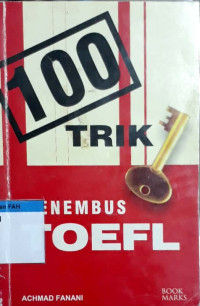 100
TRIK
ENEMBUS
TOEFL
ACHMAD FANANI
BOOK
MARKS